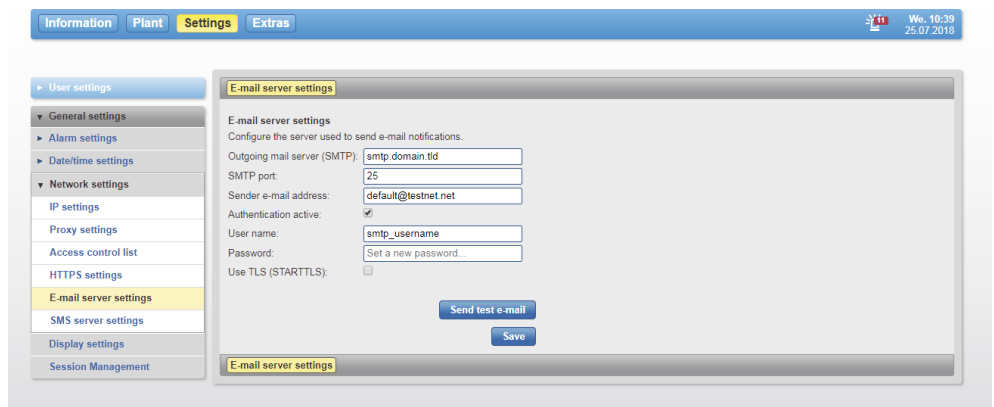 Information Plant Settings Extras 11 We. 10:39
25.07.2018
User settings
General settings
Alarm settings
Date/time settings
Network settings
IP settings
Proxy settings
Access control list
HTTPS settings
E-mail server settings
SMS server settings
Display settings
Session Management
E-mail server settings
E-mail server settings
Configure the server used to send e-mail notifications.
Outgoing mail server (SMTP): smtp.domain.tld
SMTP port: 25
Sender e-mail address: default@testnet.net
Authentication active:
User name: smtp_username
Password: Set a new password...
Use TLS (STARTTLS):
Send test e-mail
Save
E-mail server settings